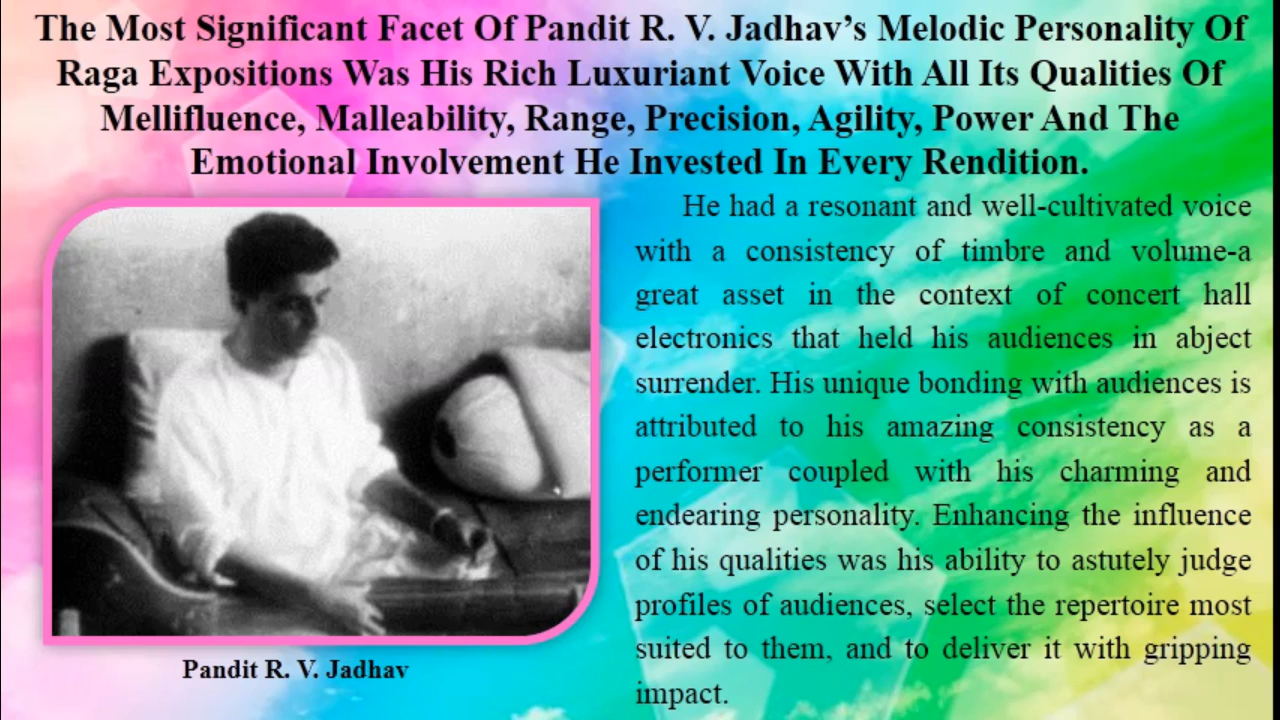 The Most Significant Facet Of Pandit R. V. Jadhav’s Melodic Personality Of
Raga Expositions Was His Rich Luxuriant Voice With All Its Qualities Of
Mellifluence, Malleability, Range, Precision, Agility, Power And The
Emotional Involvement He Invested In Every Rendition.
He had a resonant and well-cultivated voice
with a consistency of timbre and volume-a
great asset in the context of concert hall
electronics that held his audiences in abject
surrender. His unique bonding with audiences is
attributed to his amazing consistency as a
performer coupled with his charming and
endearing personality. Enhancing the influence
of his qualities was his ability to astutely judge
profiles of audiences, select the repertoire most
suited to them, and to deliver it with gripping
impact.
Pandit R. V. Jadhav